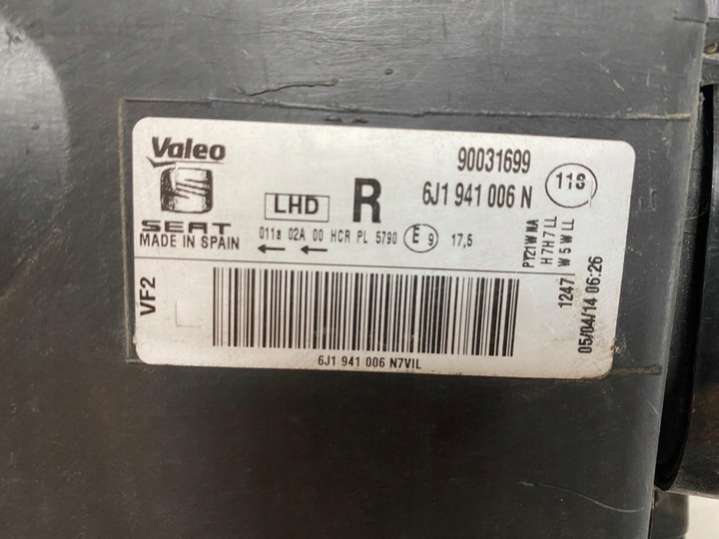 Valeo
90031699
SEAT
MADE IN SPAIN
LHD
R
6J1 941 006 N
118
011a 02A 00 HCR PL 5790
E 9
17,5
VF2
PY21W NA
H7H7 LL
W5W LL
1247
05/04/14 06:26
6J1 941 006 N7VIL